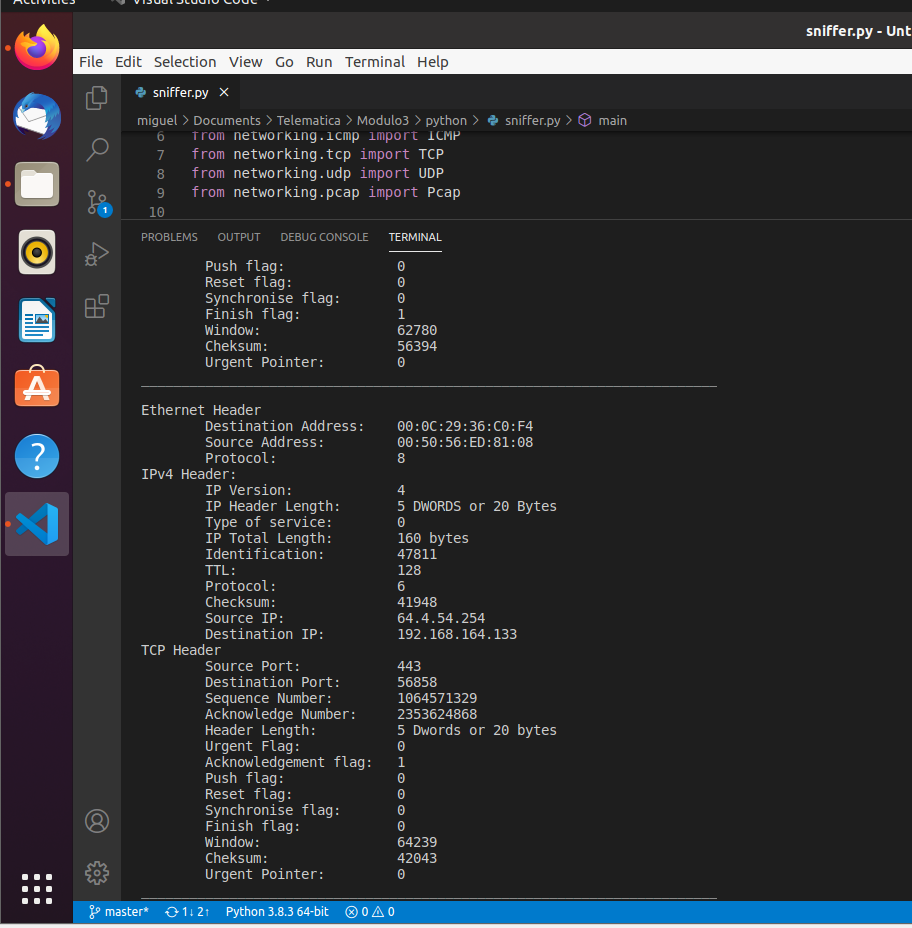 Activities Visual Studio Code
sniffer.py - Unt
File Edit Selection View Go Run Terminal Help
sniffer.py
miguel > Documents > Telematica > Modulo3 > python > sniffer.py > main
6 from networking.icmp import ICMP
7 from networking.tcp import TCP
8 from networking.udp import UDP
9 from networking.pcap import Pcap
10
1
PROBLEMS OUTPUT DEBUG CONSOLE TERMINAL
Push flag: 0
Reset flag: 0
Synchronise flag: 0
Finish flag: 1
Window: 62780
Cheksum: 56394
Urgent Pointer: 0
Ethernet Header
Destination Address: 00:0C:29:36:C0:F4
Source Address: 00:50:56:ED:81:08
Protocol: 8
IPv4 Header:
IP Version: 4
IP Header Length: 5 DWORDS or 20 Bytes
Type of service: 0
IP Total Length: 160 bytes
Identification: 47811
TTL: 128
Protocol: 6
Checksum: 41948
Source IP: 64.4.54.254
Destination IP: 192.168.164.133
TCP Header
Source Port: 443
Destination Port: 56858
Sequence Number: 1064571329
Acknowledge Number: 2353624868
Header Length: 5 Dwords or 20 bytes
Urgent Flag: 0
Acknowledgement flag: 1
Push flag: 0
Reset flag: 0
Synchronise flag: 0
Finish flag: 0
Window: 64239
Cheksum: 42043
Urgent Pointer: 0
master* 1↓ 2↑ Python 3.8.3 64-bit 0 0